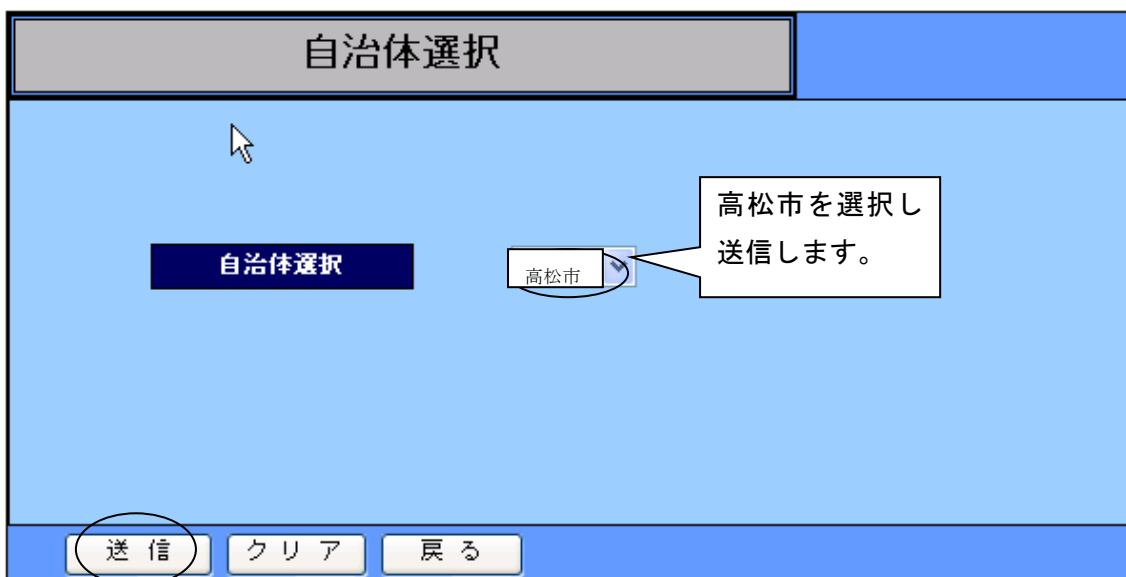 自治体選択
高松市を選択し
送信します。
自治体選択
高松市
送 信
ク リ ア
戻 る